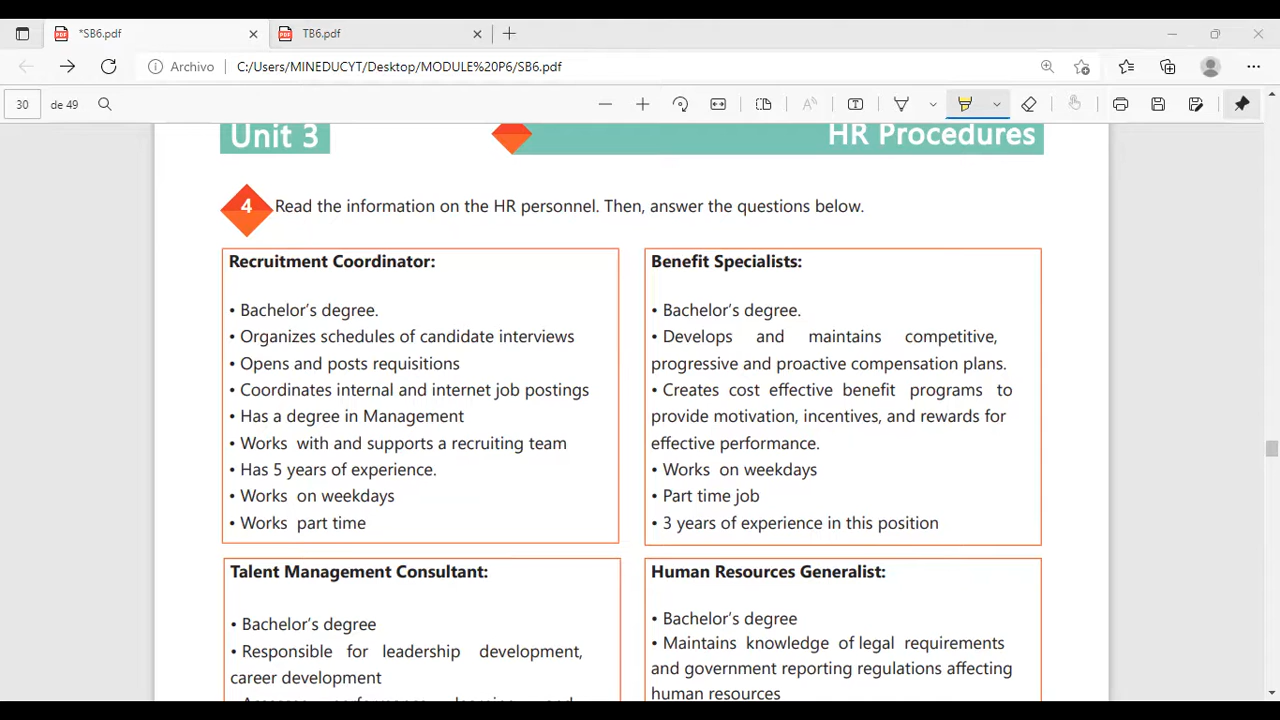 *SB6.pdf
TB6.pdf
Archivo
C:/Users/MINEDUCYT/Desktop/MODULE%20P6/SB6.pdf
30
de 49
Unit 3
HR Procedures
4
Read the information on the HR personnel. Then, answer the questions below.
Recruitment Coordinator:
• Bachelor’s degree.
• Organizes schedules of candidate interviews
• Opens and posts requisitions
• Coordinates internal and internet job postings
• Has a degree in Management
• Works with and supports a recruiting team
• Has 5 years of experience.
• Works on weekdays
• Works part time
Benefit Specialists:
• Bachelor’s degree.
• Develops and maintains competitive,
progressive and proactive compensation plans.
• Creates cost effective benefit programs to
provide motivation, incentives, and rewards for
effective performance.
• Works on weekdays
• Part time job
• 3 years of experience in this position
Talent Management Consultant:
• Bachelor’s degree
• Responsible for leadership development,
career development
Human Resources Generalist:
• Bachelor’s degree
• Maintains knowledge of legal requirements
and government reporting regulations affecting
human resources